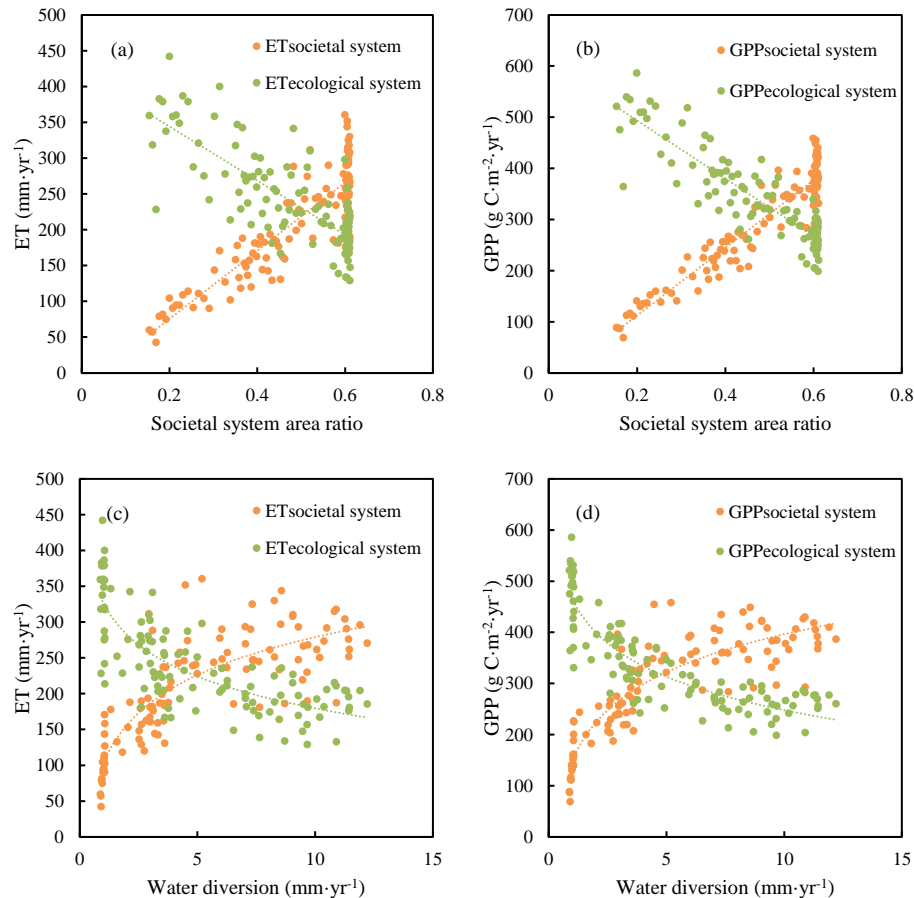 (a)
ETsocietal system
ETecological system
ET (mm·yr⁻¹)
500
450
400
350
300
250
200
150
100
50
0
0
0.2
0.4
0.6
0.8
Societal system area ratio
(b)
GPPsocietal system
GPPecological system
GPP (g C·m⁻²·yr⁻¹)
700
600
500
400
300
200
100
0
0
0.2
0.4
0.6
0.8
Societal system area ratio
(c)
ETsocietal system
ETecological system
ET (mm·yr⁻¹)
500
450
400
350
300
250
200
150
100
50
0
0
5
10
15
Water diversion (mm·yr⁻¹)
(d)
GPPsocietal system
GPPecological system
GPP (g C·m⁻²·yr⁻¹)
700
600
500
400
300
200
100
0
0
5
10
15
Water diversion (mm·yr⁻¹)